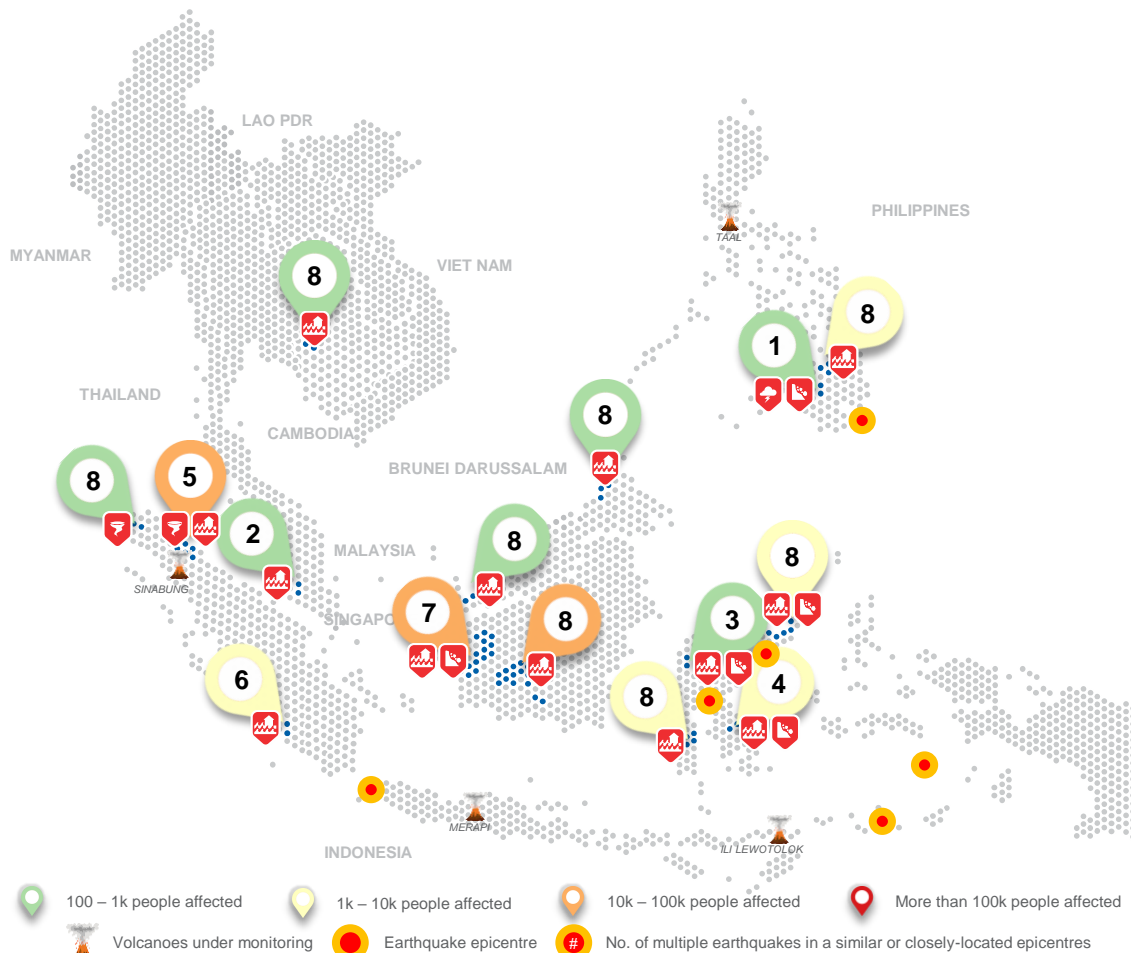 LAO PDR
PHILIPPINES
TAAL
MYANMAR
VIET NAM
8
8
1
THAILAND
8
CAMBODIA
BRUNEI DARUSSALAM
8
5
2
8
MALAYSIA
8
SINABUNG
7
8
3
SINGAPO
6
8
4
MERAPI
ILI LEWOTOLOK
INDONESIA
100 – 1k people affected
1k – 10k people affected
10k – 100k people affected
More than 100k people affected
Volcanoes under monitoring
Earthquake epicentre
# No. of multiple earthquakes in a similar or closely-located epicentres